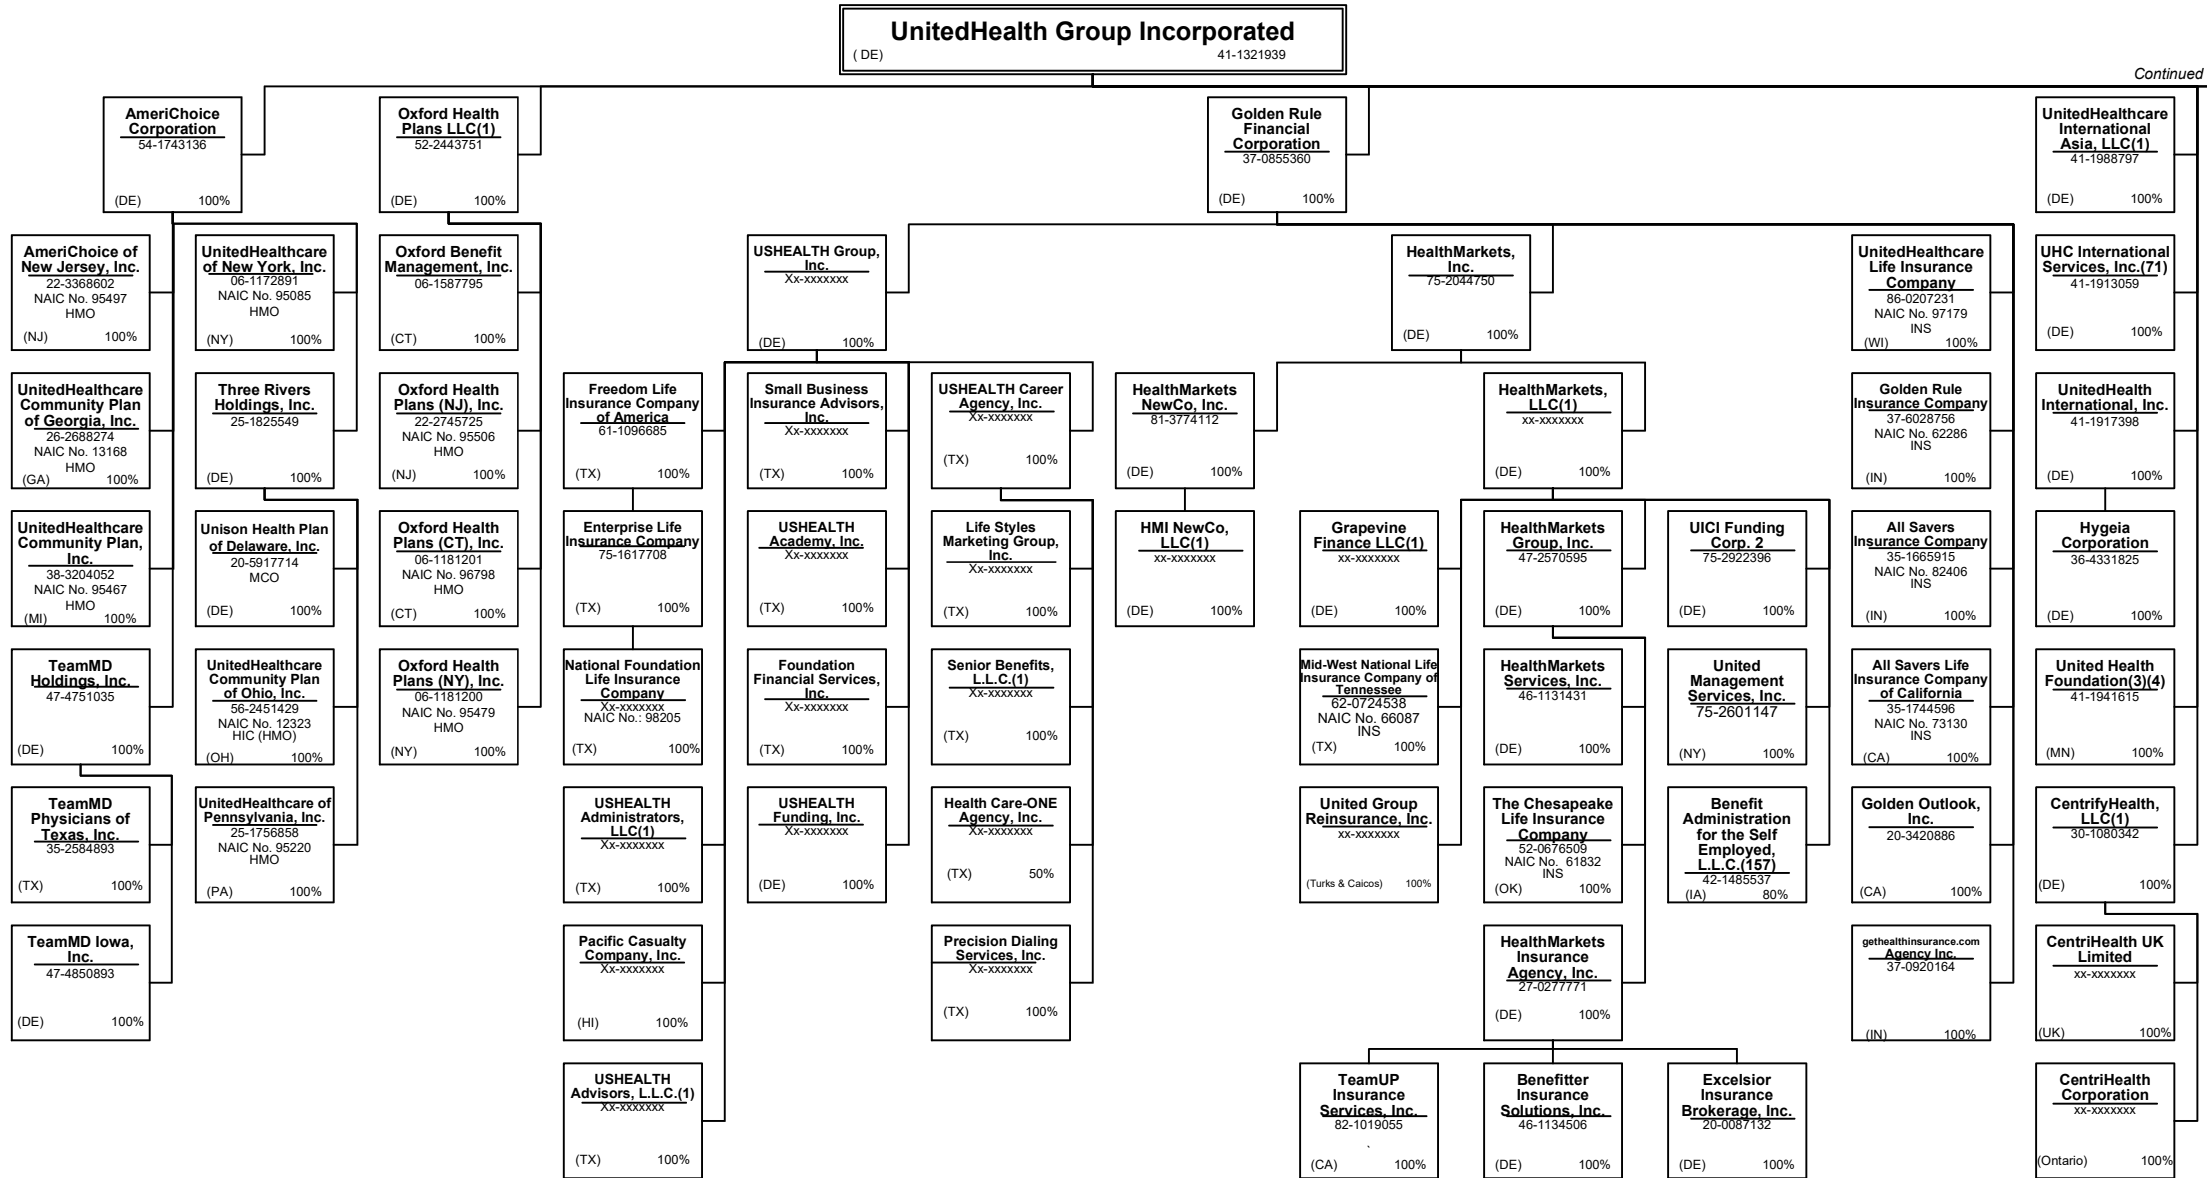 UnitedHealth Group Incorporated
( DE) 41-1321939
Continued
AmeriChoice
Corporation
54-1743136
(DE) 100%
Oxford Health
Plans LLC(1)
52-2443751
(DE) 100%
Golden Rule
Financial
Corporation
37-0855360
(DE) 100%
UnitedHealthcare
International
Asia, LLC(1)
41-1988797
(DE) 100%
AmeriChoice of
New Jersey, Inc.
22-3368602
NAIC No. 95497
HMO
(NJ) 100%
UnitedHealthcare
of New York, Inc.
06-1172891
NAIC No. 95085
HMO
(NY) 100%
Oxford Benefit
Management, Inc.
06-1587795
(CT) 100%
USHEALTH Group,
Inc.
Xx-xxxxxxx
(DE) 100%
HealthMarkets,
Inc.
75-2044750
(DE) 100%
UnitedHealthcare
Life Insurance
Company
86-0207231
NAIC No. 97179
INS
(WI) 100%
UHC International
Services, Inc.(71)
41-1913059
(DE) 100%
UnitedHealthcare
Community Plan
of Georgia, Inc.
26-2688274
NAIC No. 13168
HMO
(GA) 100%
Three Rivers
Holdings, Inc.
25-1825549
(DE) 100%
Oxford Health
Plans (NJ), Inc.
22-2745725
NAIC No. 95506
HMO
(NJ) 100%
Freedom Life
Insurance Company
of America
61-1096685
(TX) 100%
Small Business
Insurance Advisors,
Inc.
Xx-xxxxxxx
(TX) 100%
USHEALTH Career
Agency, Inc.
Xx-xxxxxxx
(TX) 100%
HealthMarkets
NewCo, Inc.
81-3774112
(DE) 100%
HealthMarkets,
LLC(1)
xx-xxxxxxx
(DE) 100%
Golden Rule
Insurance Company
37-6028756
NAIC No. 62286
INS
(IN) 100%
UnitedHealth
International, Inc.
41-1917398
(DE) 100%
UnitedHealthcare
Community Plan,
Inc.
38-3204052
NAIC No. 95467
HMO
(MI) 100%
Unison Health Plan
of Delaware, Inc.
20-5917714
MCO
(DE) 100%
Oxford Health
Plans (CT), Inc.
06-1181201
NAIC No. 96798
HMO
(CT) 100%
Enterprise Life
Insurance Company
75-1617708
(TX) 100%
USHEALTH
Academy, Inc.
Xx-xxxxxxx
(TX) 100%
Life Styles
Marketing Group,
Inc.
Xx-xxxxxxx
(TX) 100%
HMI NewCo,
LLC(1)
xx-xxxxxxx
(DE) 100%
Grapevine
Finance LLC(1)
xx-xxxxxxx
(DE) 100%
HealthMarkets
Group, Inc.
47-2570595
(DE) 100%
UICI Funding
Corp. 2
75-2922396
(DE) 100%
All Savers
Insurance Company
35-1665915
NAIC No. 82406
INS
(IN) 100%
Hygeia
Corporation
36-4331825
(DE) 100%
TeamMD
Holdings, Inc.
47-4751035
(DE) 100%
UnitedHealthcare
Community Plan
of Ohio, Inc.
56-2451429
NAIC No. 12323
HIC (HMO)
(OH) 100%
Oxford Health
Plans (NY), Inc.
06-1181200
NAIC No. 95479
HMO
(NY) 100%
National Foundation
Life Insurance
Company
Xx-xxxxxxx
NAIC No.: 98205
(TX) 100%
Foundation
Financial Services,
Inc.
Xx-xxxxxxx
(TX) 100%
Senior Benefits,
L.L.C.(1)
Xx-xxxxxxx
(TX) 100%
Mid-West National Life
Insurance Company of
Tennessee
62-0724538
NAIC No. 66087
INS
(TX) 100%
HealthMarkets
Services, Inc.
46-1131431
(DE) 100%
United
Management
Services, Inc.
75-2601147
(NY) 100%
All Savers Life
Insurance Company
of California
35-1744596
NAIC No. 73130
INS
(CA) 100%
United Health
Foundation(3)(4)
41-1941615
(MN) 100%
TeamMD
Physicians of
Texas, Inc.
35-2584893
(TX) 100%
UnitedHealthcare of
Pennsylvania, Inc.
25-1756858
NAIC No. 95220
HMO
(PA) 100%
USHEALTH
Administrators,
LLC(1)
Xx-xxxxxxx
(TX) 100%
USHEALTH
Funding, Inc.
Xx-xxxxxxx
(DE) 100%
Health Care-ONE
Agency, Inc.
Xx-xxxxxxx
(TX) 50%
United Group
Reinsurance, Inc.
xx-xxxxxxx
(Turks & Caicos) 100%
The Chesapeake
Life Insurance
Company
52-0676509
NAIC No. 61832
INS
(OK) 100%
Benefit
Administration
for the Self
Employed,
L.L.C.(157)
42-1485537
(IA) 80%
Golden Outlook,
Inc.
20-3420886
(CA) 100%
CentrifyHealth,
LLC(1)
30-1080342
(DE) 100%
TeamMD Iowa,
Inc.
47-4850893
(DE) 100%
Pacific Casualty
Company, Inc.
Xx-xxxxxxx
(HI) 100%
Precision Dialing
Services, Inc.
Xx-xxxxxxx
(TX) 100%
HealthMarkets
Insurance
Agency, Inc.
27-0277771
(DE) 100%
gethealthinsurance.com
Agency Inc.
37-0920164
(IN) 100%
CentriHealth UK
Limited
xx-xxxxxxx
(UK) 100%
USHEALTH
Advisors, L.L.C.(1)
Xx-xxxxxxx
(TX) 100%
TeamUP
Insurance
Services, Inc.
82-1019055
`
(CA) 100%
Benefitter
Insurance
Solutions, Inc.
46-1134506
(DE) 100%
Excelsior
Insurance
Brokerage, Inc.
20-0087132
(DE) 100%
CentriHealth
Corporation
xx-xxxxxxx
(Ontario) 100%